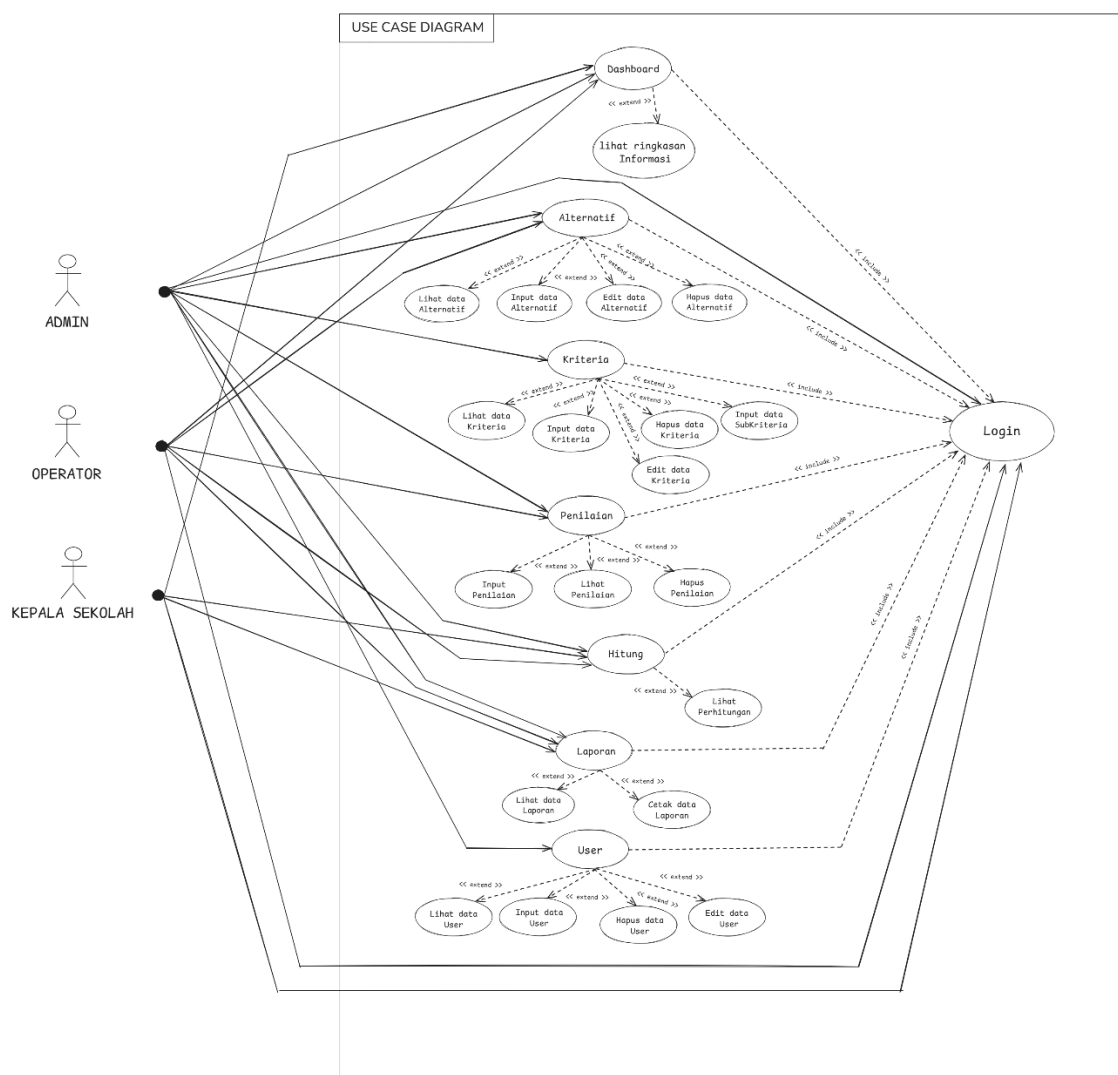 USE CASE DIAGRAM
Dashboard
<< extend >>
lihat ringkasan
Informasi
Alternatif
<< include >>
<< extend >>
<< extend >>
<< extend >>
<< extend >>
Lihat data
Alternatif
Input data
Alternatif
Edit data
Alternatif
Hapus data
Alternatif
ADMIN
<< include >>
Kriteria
<< include >>
<< extend >>
<< extend >>
<< extend >>
<< extend >>
<< extend >>
Lihat data
Kriteria
Input data
Kriteria
Hapus data
Kriteria
Input data
SubKriteria
Edit data
Kriteria
Login
OPERATOR
<< include >>
Penilaian
<< include >>
<< extend >>
<< extend >>
<< extend >>
Input
Penilaian
Lihat
Penilaian
Hapus
Penilaian
KEPALA SEKOLAH
<< include >>
<< include >>
Hitung
<< extend >>
Lihat
Perhitungan
Laporan
<< extend >>
<< extend >>
Lihat data
Laporan
Cetak data
Laporan
User
<< extend >>
<< extend >>
<< extend >>
<< extend >>
Lihat data
User
Input data
User
Hapus data
User
Edit data
User